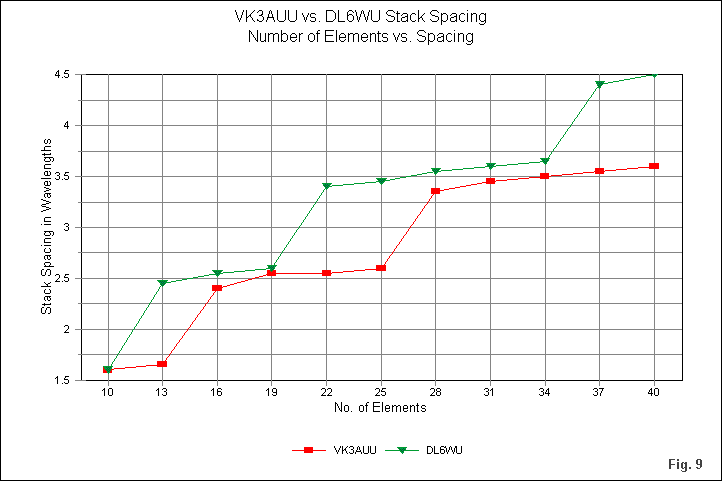 VK3AUU vs. DL6WU Stack Spacing
Number of Elements vs. Spacing
Stack Spacing in Wavelengths
4.5
4
3.5
3
2.5
2
1.5
10 13 16 19 22 25 28 31 34 37 40
No. of Elements
VK3AUU DL6WU
Fig. 9